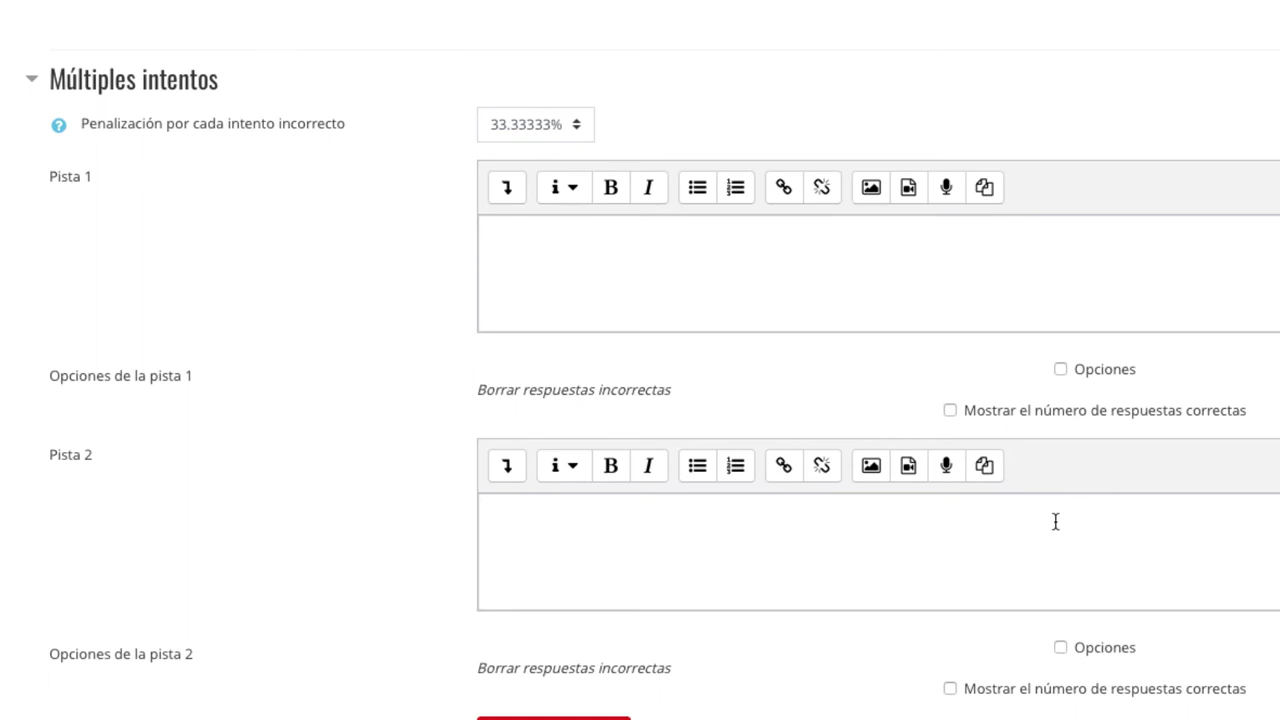 Múltiples intentos
Penalización por cada intento incorrecto
33.33333%
Pista 1
B I
Opciones de la pista 1
Borrar respuestas incorrectas
Opciones
Mostrar el número de respuestas correctas
Pista 2
B I
Opciones de la pista 2
Borrar respuestas incorrectas
Opciones
Mostrar el número de respuestas correctas